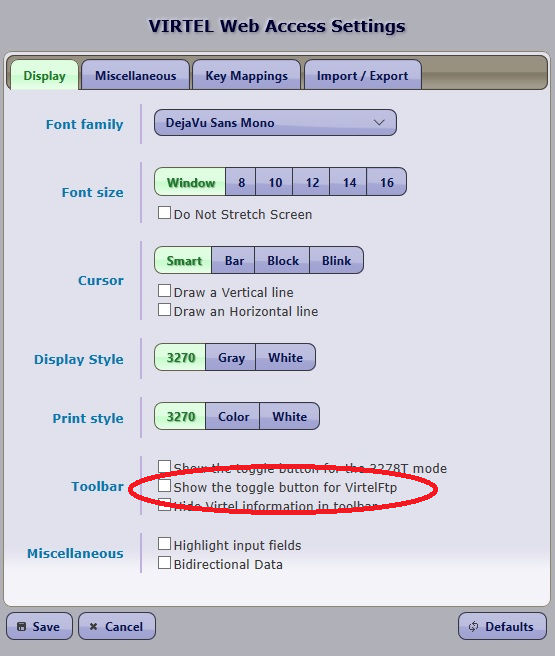 VIRTEL Web Access Settings
Display Miscellaneous Key Mappings Import / Export
Font family DejaVu Sans Mono
Font size Window 8 10 12 14 16
Do Not Stretch Screen
Cursor Smart Bar Block Blink
Draw a Vertical line
Draw an Horizontal line
Display Style 3270 Gray White
Print style 3270 Color White
Show the toggle button for the 3278T mode
Toolbar Show the toggle button for VirtelFtp
Hide Virtel information in toolbar
Miscellaneous Highlight input fields
Bidirectional Data
Save Cancel Defaults